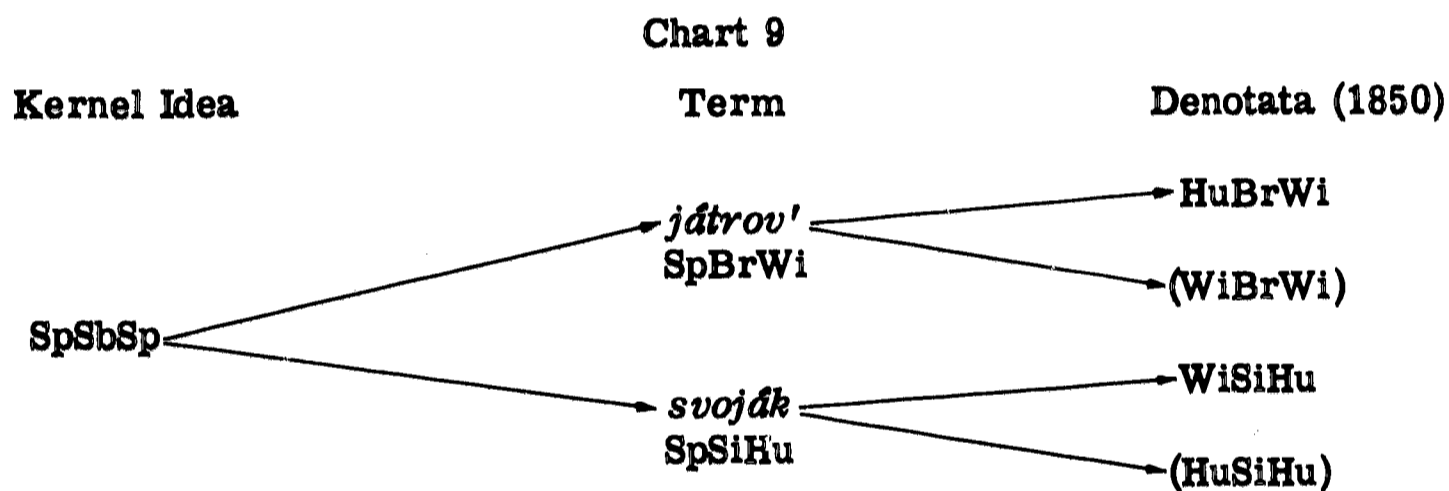 Chart 9
Kernel Idea Term Denotata (1850)
HuBrWi
játrov'
SpBrWi
(WiBrWi)
SpSbSp
WiSiHu
svoják
SpSiHu
(HuSiHu)